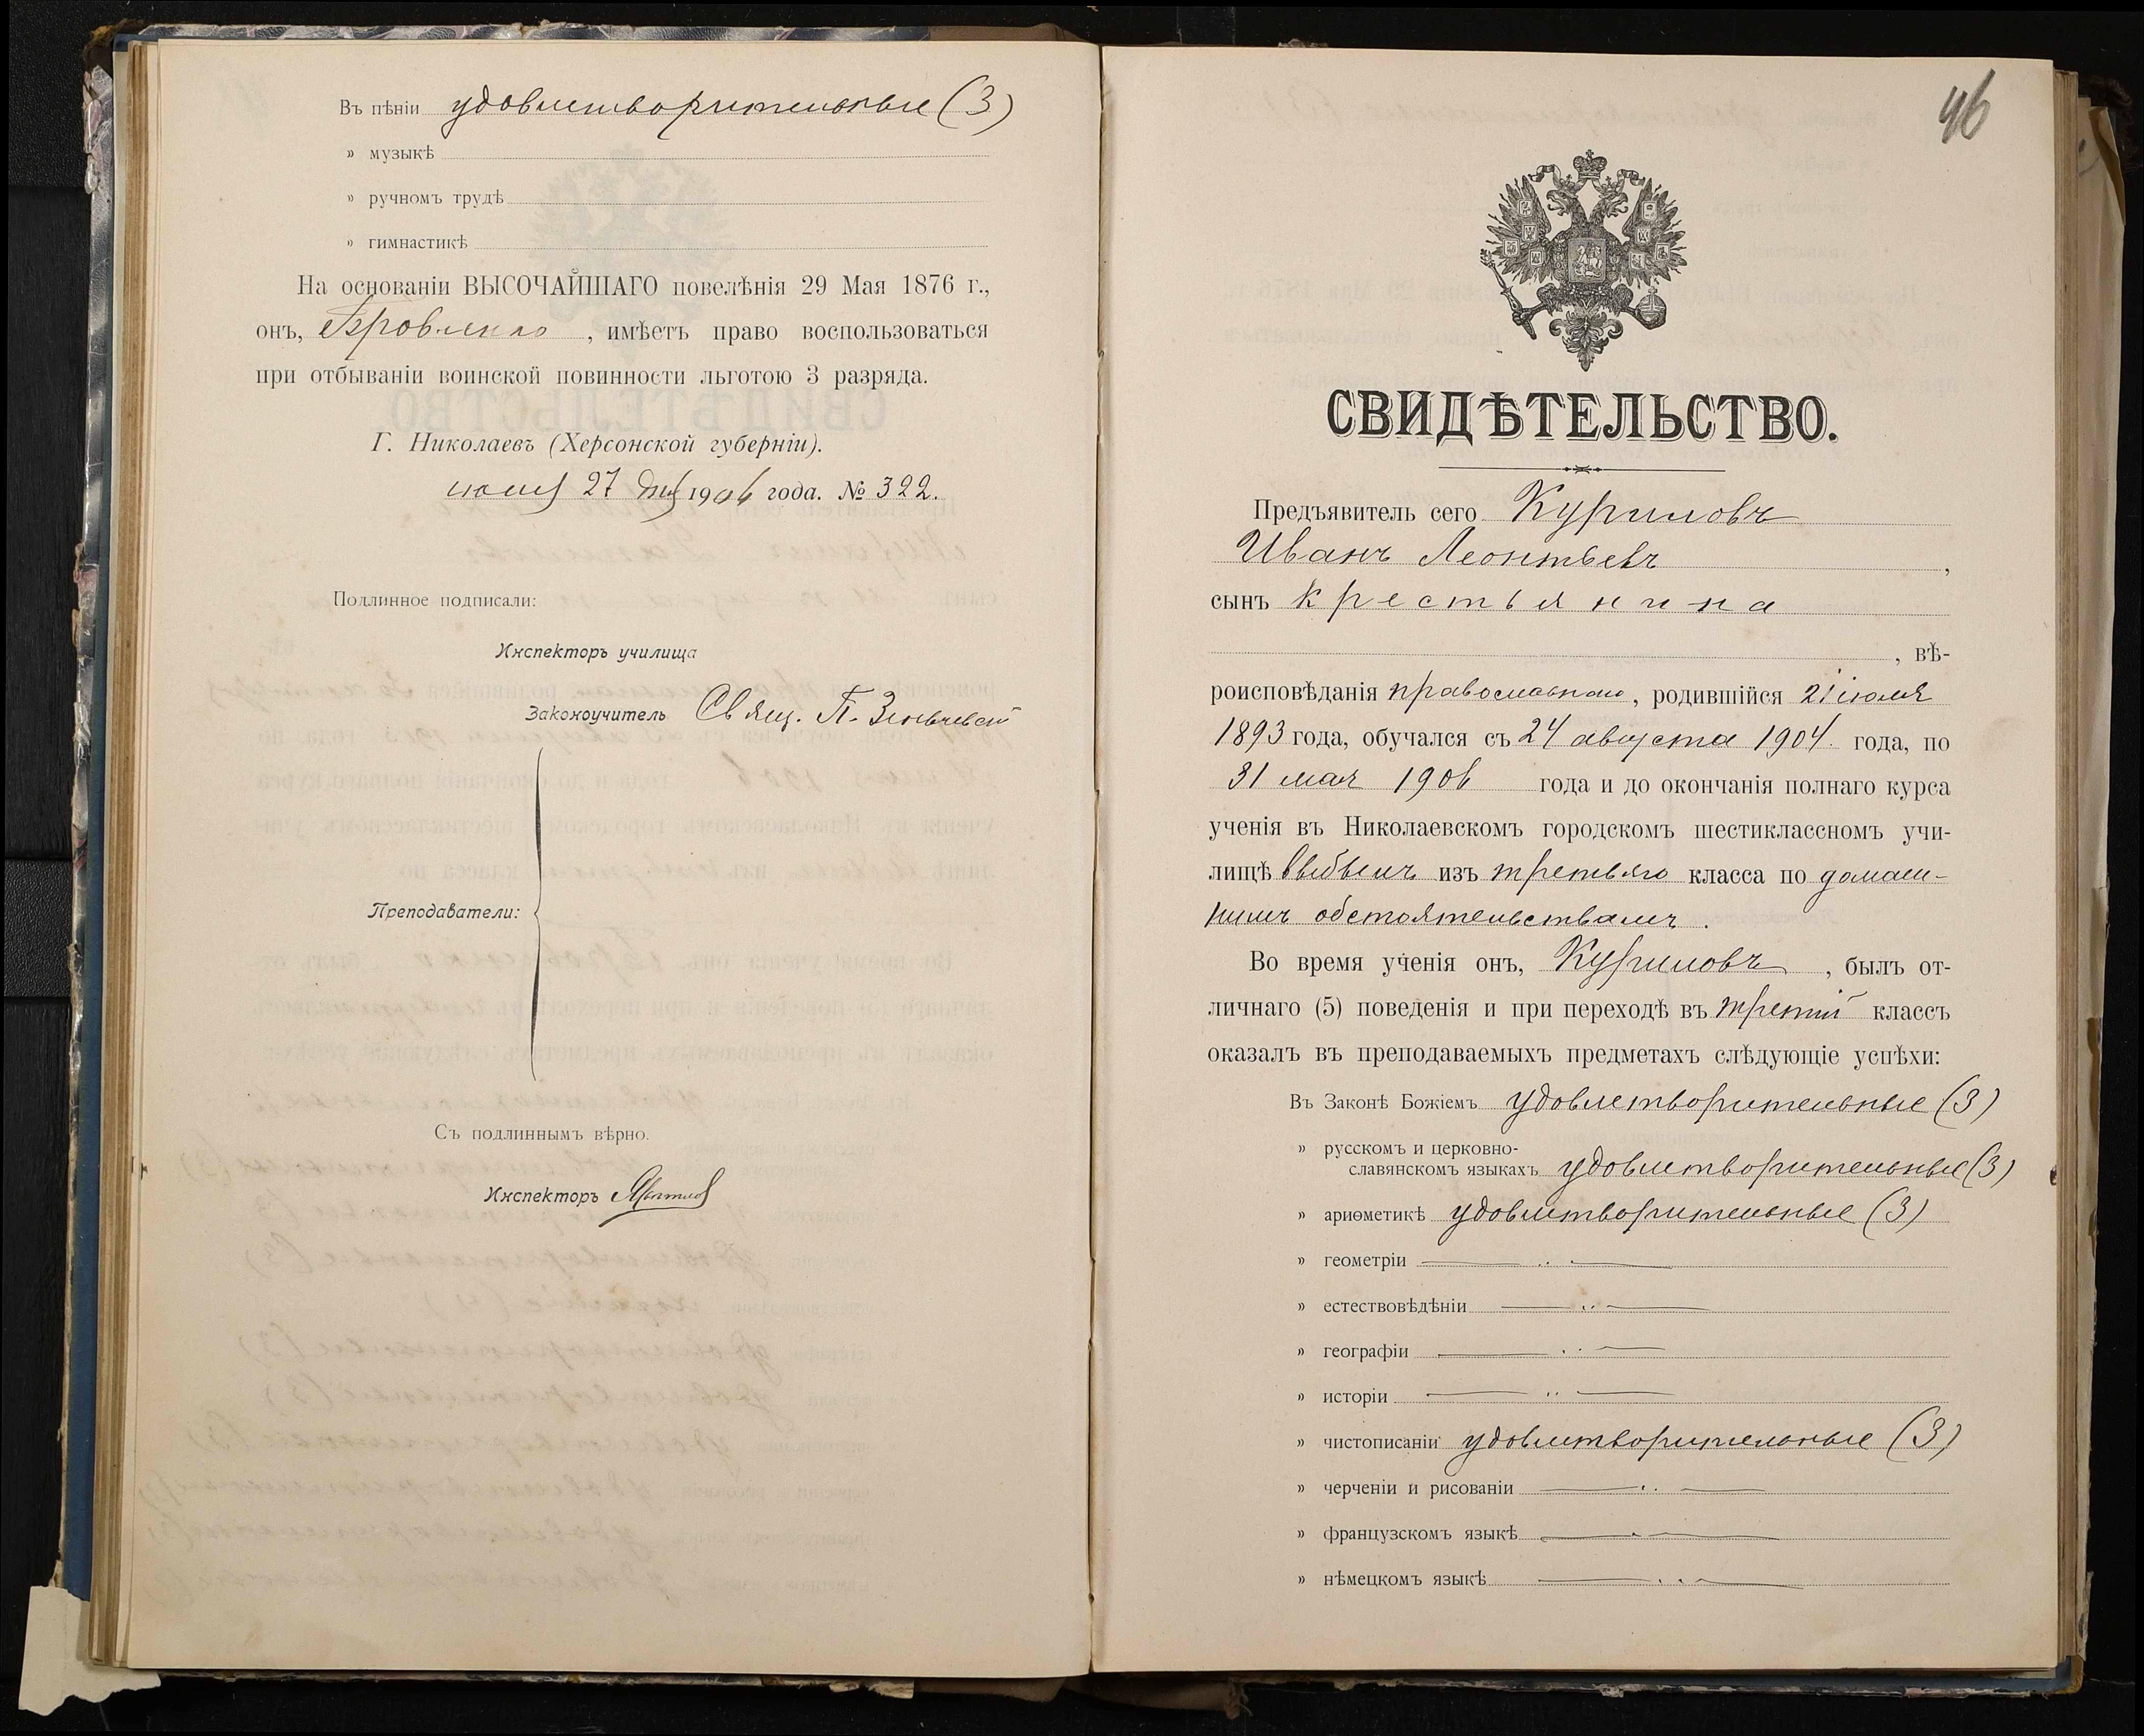 Въ пѣніи удовлетворительные (3)
» музыкѣ
» ручномъ трудѣ
» гимнастикѣ
На основаніи ВЫСОЧАЙШАГО повелѣнія 29 Мая 1876 г.,
онъ, , имѣетъ право воспользоваться
при отбываніи воинской повинности льготою 3 разряда.
Г. Николаевъ (Херсонской губерніи).
27 дня 1906 года. № 322.
Подлинное подписали:
Инспекторъ училища
Законоучитель Свящ. П.
Преподаватели:
Съ подлиннымъ вѣрно.
Инспекторъ
46
СВИДѢТЕЛЬСТВО.
Предъявитель сего Куриловъ
Иванъ Леонтьевъ ,
сынъ крестьянина
, вѣ-
роисповѣданія православнаго, родившійся 21 іюля
1893 года, обучался съ 24 августа 1904. года, по
31 мая 1906 года и до окончанія полнаго курса
ученія въ Николаевскомъ городскомъ шестиклассномъ учи-
лищѣ выбылъ изъ третьяго класса по домаш-
нимъ обстоятельствамъ.
Во время ученія онъ, Куриловъ, былъ от-
личнаго (5) поведенія и при переходѣ въ третій классъ
оказалъ въ преподаваемыхъ предметахъ слѣдующіе успѣхи:
Въ Законѣ Божіемъ удовлетворительные (3)
» русскомъ и церковно-
славянскомъ языкахъ удовлетворительные (3)
» ариѳметикѣ удовлетворительные (3)
» геометріи — „ —
» естествовѣдѣніи — „ —
» географіи — „ —
» исторіи — „ —
» чистописаніи удовлетворительные (3)
» черченіи и рисованіи — „ —
» французскомъ языкѣ — „ —
» нѣмецкомъ языкѣ — „ —